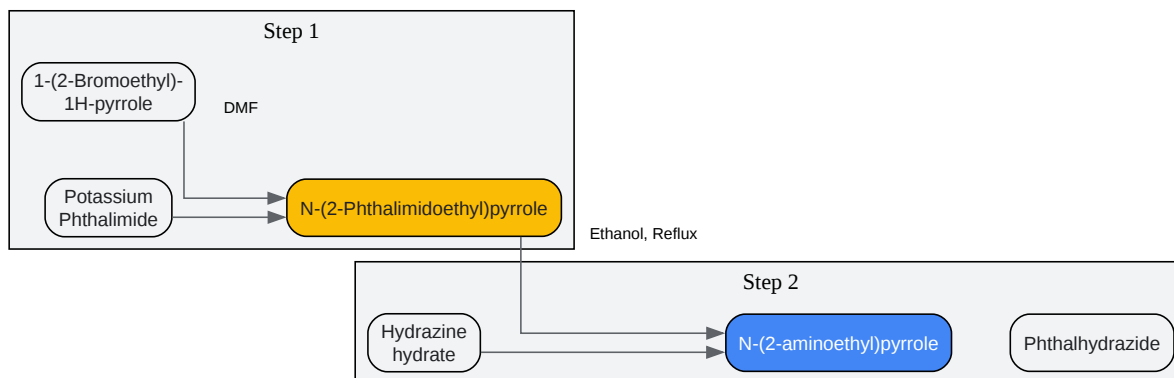 Step 1
1-(2-Bromoethyl)-
1H-pyrrole
DMF
Potassium
Phthalimide
N-(2-Phthalimidoethyl)pyrrole
Ethanol, Reflux
Step 2
Hydrazine
hydrate
N-(2-aminoethyl)pyrrole
Phthalhydrazide